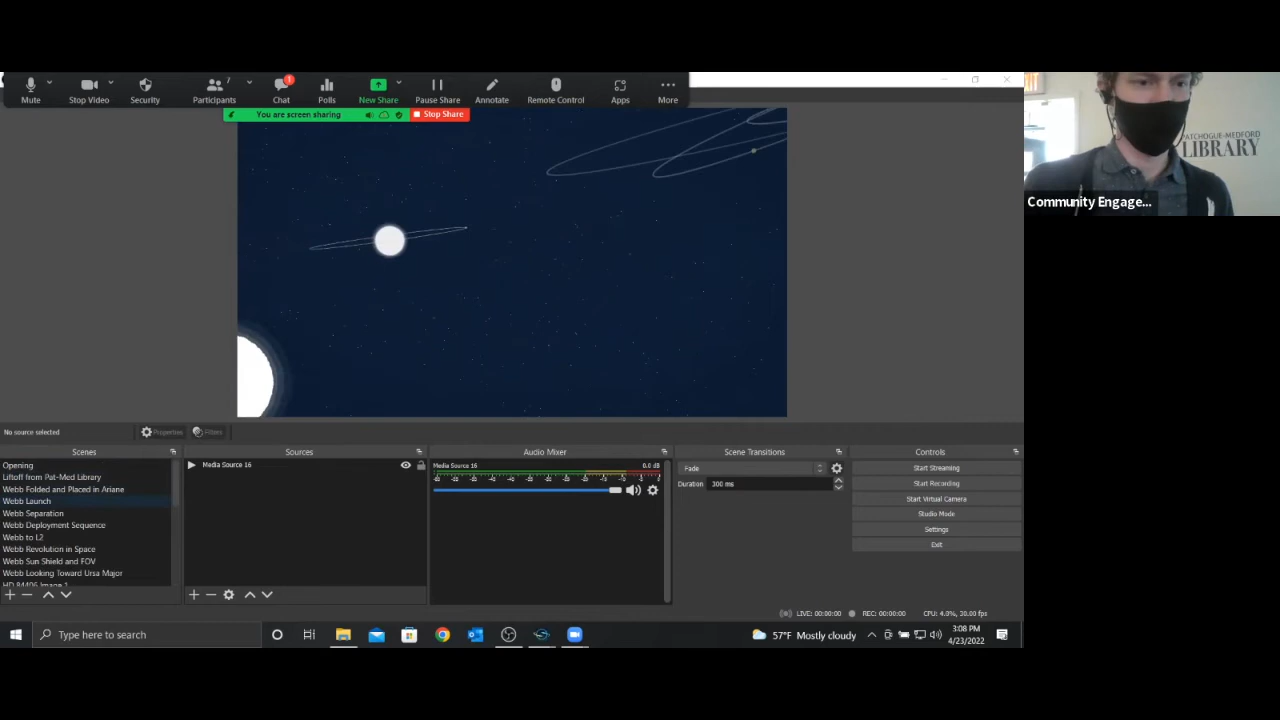 7
1
Mute
Stop Video
Security
Participants
Chat
Polls
New Share
Pause Share
Annotate
Remote Control
Apps
More
You are screen sharing
Stop Share
PATCHOGUE-MEDFORD
LIBRARY
Community Engage...
No source selected
Properties
Filters
Scenes
Sources
Audio Mixer
Scene Transitions
Controls
Opening
Liftoff from Pat-Med Library
Webb Folded and Placed in Ariane
Webb Launch
Webb Separation
Webb Deployment Sequence
Webb to L2
Webb Revolution in Space
Webb Sun Shield and FOV
Webb Looking Toward Ursa Major
HD 84406 Image 1
Media Source 16
Media Source 16
0.0 dB
Fade
Duration
300 ms
Start Streaming
Start Recording
Start Virtual Camera
Studio Mode
Settings
Exit
LIVE: 00:00:00
REC: 00:00:00
CPU: 4.0%, 30.00 fps
Type here to search
57°F Mostly cloudy
3:08 PM
4/23/2022